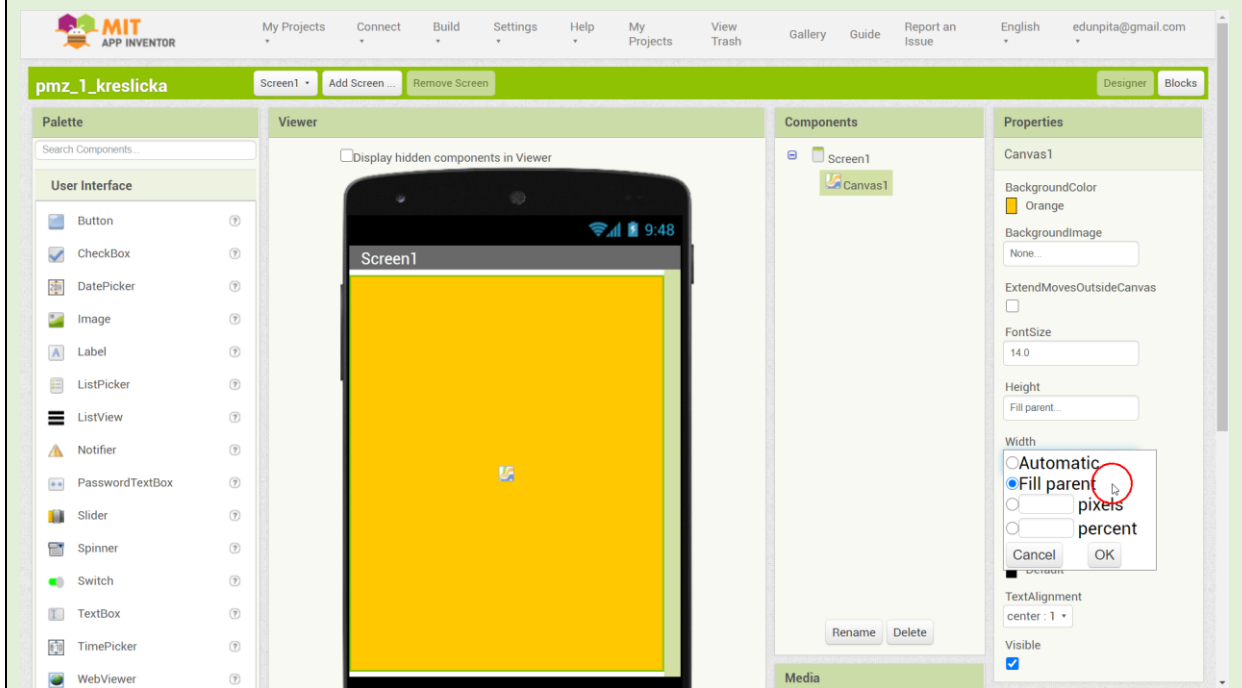 MIT
APP INVENTOR
My Projects
Connect
Build
Settings
Help
My
Projects
View
Trash
Gallery
Guide
Report an
Issue
English
edunpita@gmail.com
pmz_1_kreslicka
Screen1
Add Screen ...
Remove Screen
Designer
Blocks
Palette
Search Components...
User Interface
Button
CheckBox
DatePicker
Image
Label
ListPicker
ListView
Notifier
PasswordTextBox
Slider
Spinner
Switch
TextBox
TimePicker
WebViewer
Viewer
Display hidden components in Viewer
9:48
Screen1
Components
Screen1
Canvas1
Rename
Delete
Media
Properties
Canvas1
BackgroundColor
Orange
BackgroundImage
None...
ExtendMovesOutsideCanvas
FontSize
14.0
Height
Fill parent...
Width
Automatic
Fill parent
pixels
percent
Cancel
OK
Default
TextAlignment
center : 1
Visible